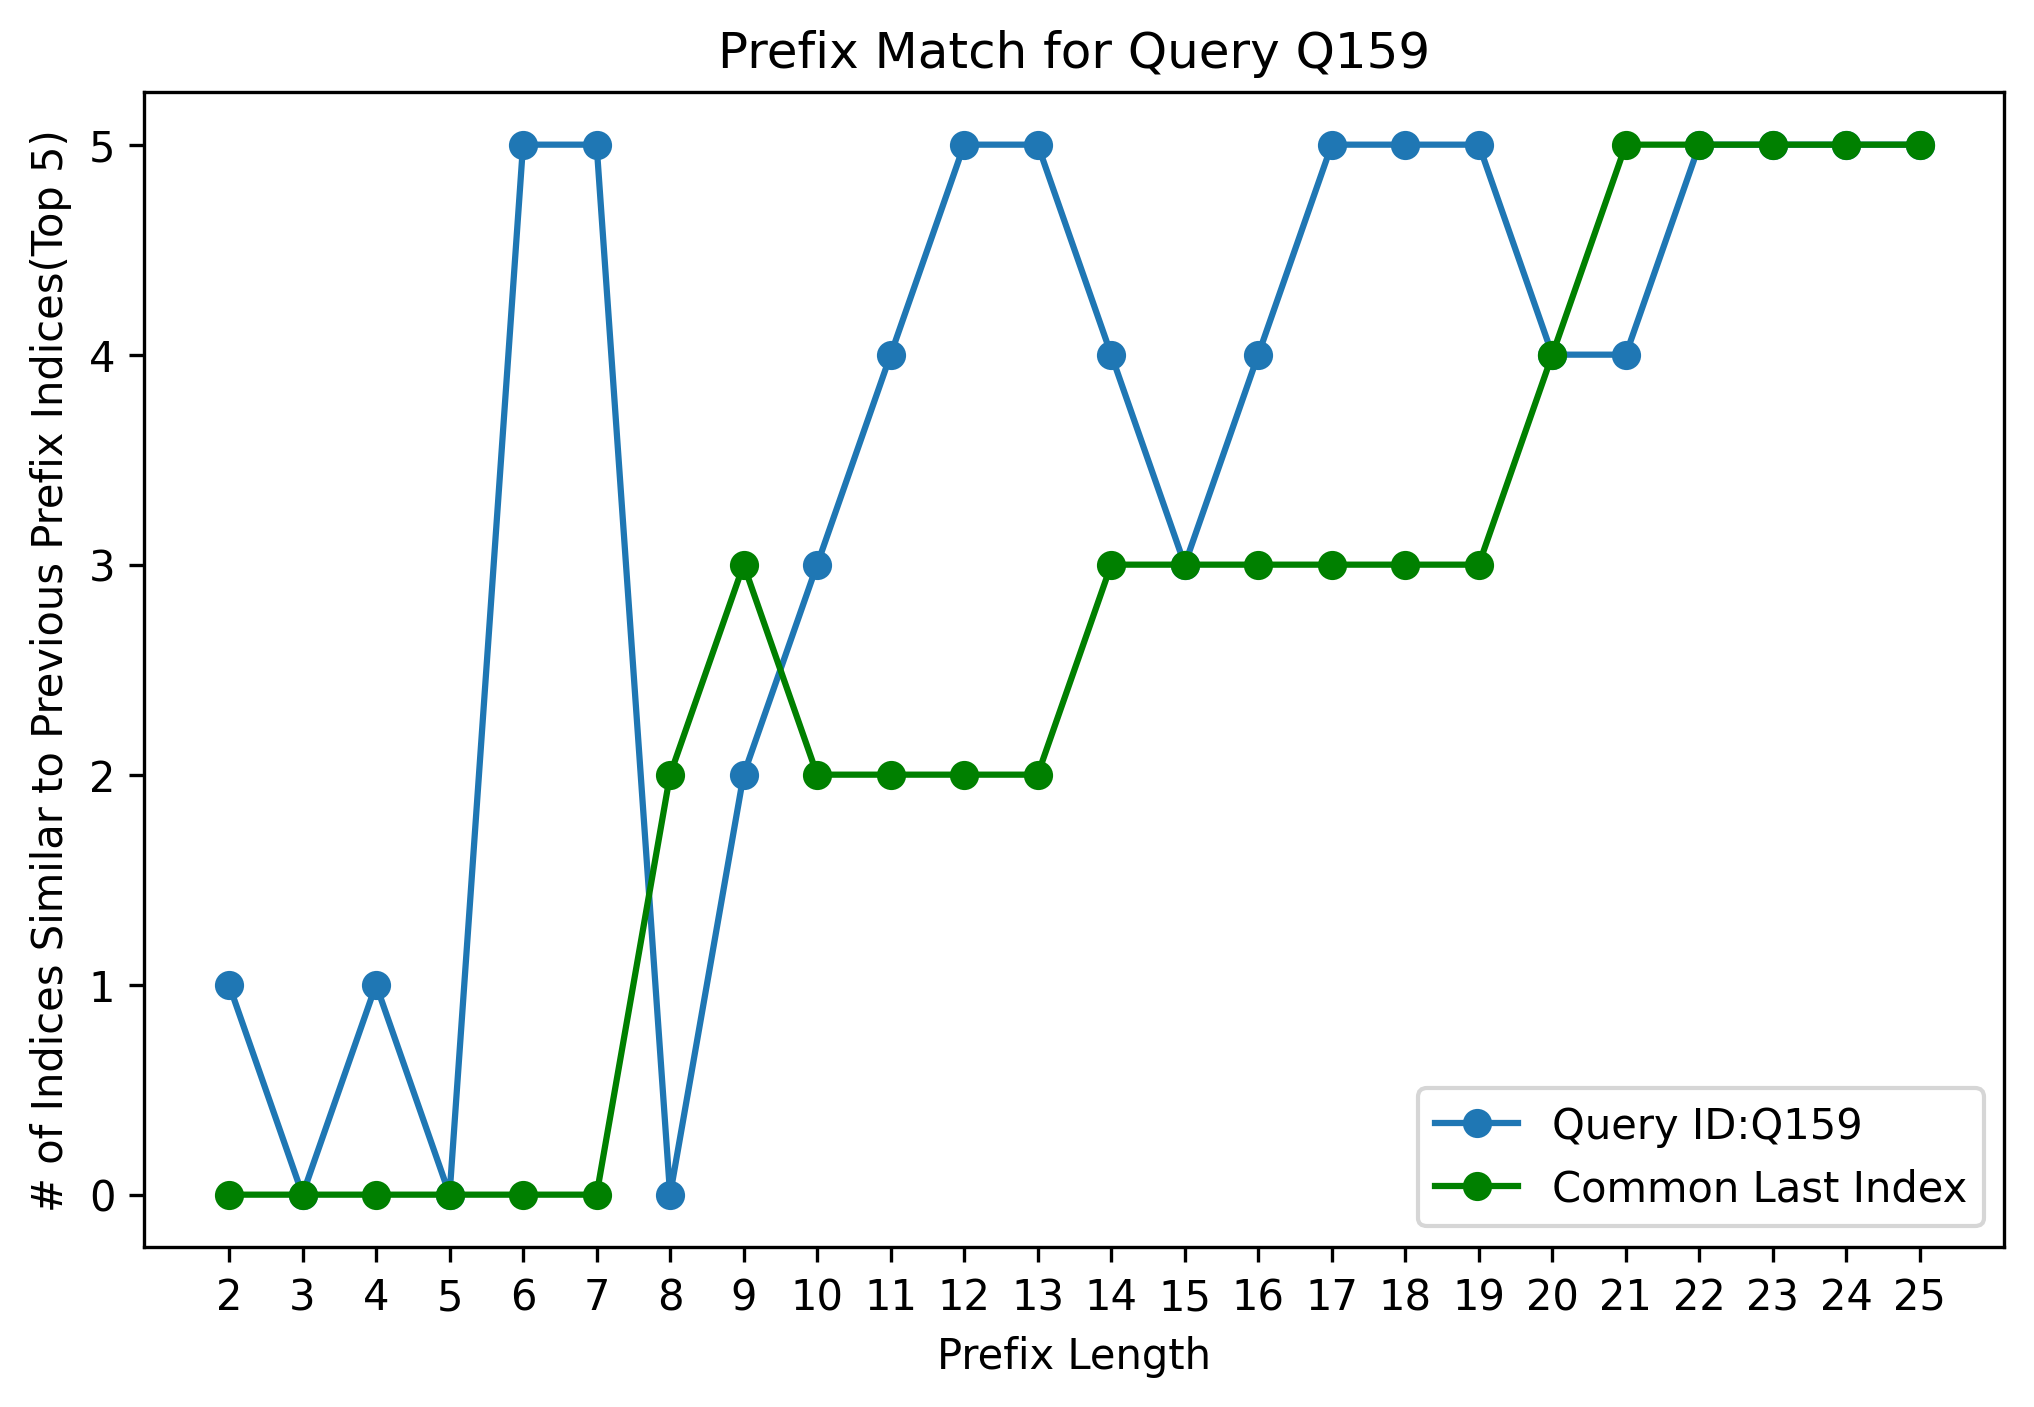 Prefix Match for Query Q159
# of Indices Similar to Previous Prefix Indices(Top 5)
5
4
3
2
1
0
Query ID:Q159
Common Last Index
2 3 4 5 6 7 8 9 10 11 12 13 14 15 16 17 18 19 20 21 22 23 24 25
Prefix Length